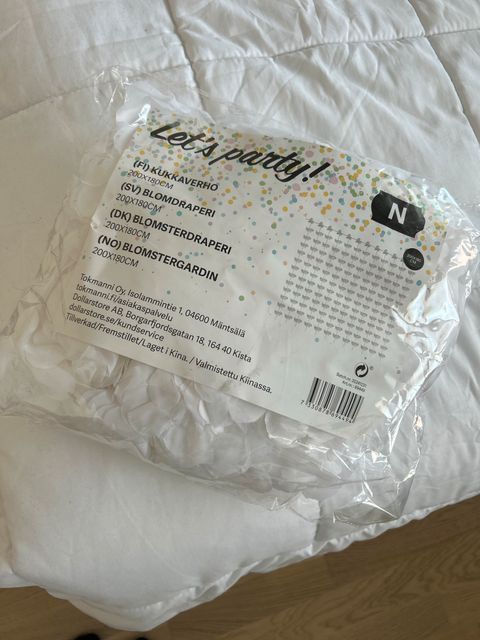 Let's party!
(FI) KUKKAVERHO
200X180CM
(SV) BLOMDRAPERI
200X180CM
(DK) BLOMSTERDRAPERI
200X180CM
(NO) BLOMSTERGARDIN
200X180CM
N
Tokmanni Oy, Isolammintie 1, 04600 Mäntsälä
tokmanni.fi/asiakaspalvelu
Dollarstore AB, Borgarfjordsgatan 18, 164 40 Kista
dollarstore.se/kundservice
Tillverkad/Fremstillet/Laget i Kina. / Valmistettu Kiinassa.